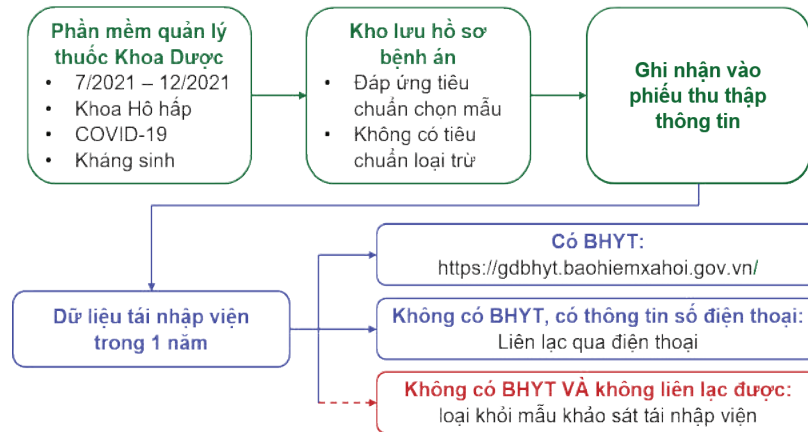 Phần mềm quản lý
thuốc Khoa Dược
• 7/2021 – 12/2021
• Khoa Hô hấp
• COVID-19
• Kháng sinh
Kho lưu hồ sơ
bệnh án
• Đáp ứng tiêu
chuẩn chọn mẫu
• Không có tiêu
chuẩn loại trừ
Ghi nhận vào
phiếu thu thập
thông tin
Dữ liệu tái nhập viện
trong 1 năm
Có BHYT:
https://gdbhyt.baohiemxahoi.gov.vn/
Không có BHYT, có thông tin số điện thoại:
Liên lạc qua điện thoại
Không có BHYT VÀ không liên lạc được:
loại khỏi mẫu khảo sát tái nhập viện